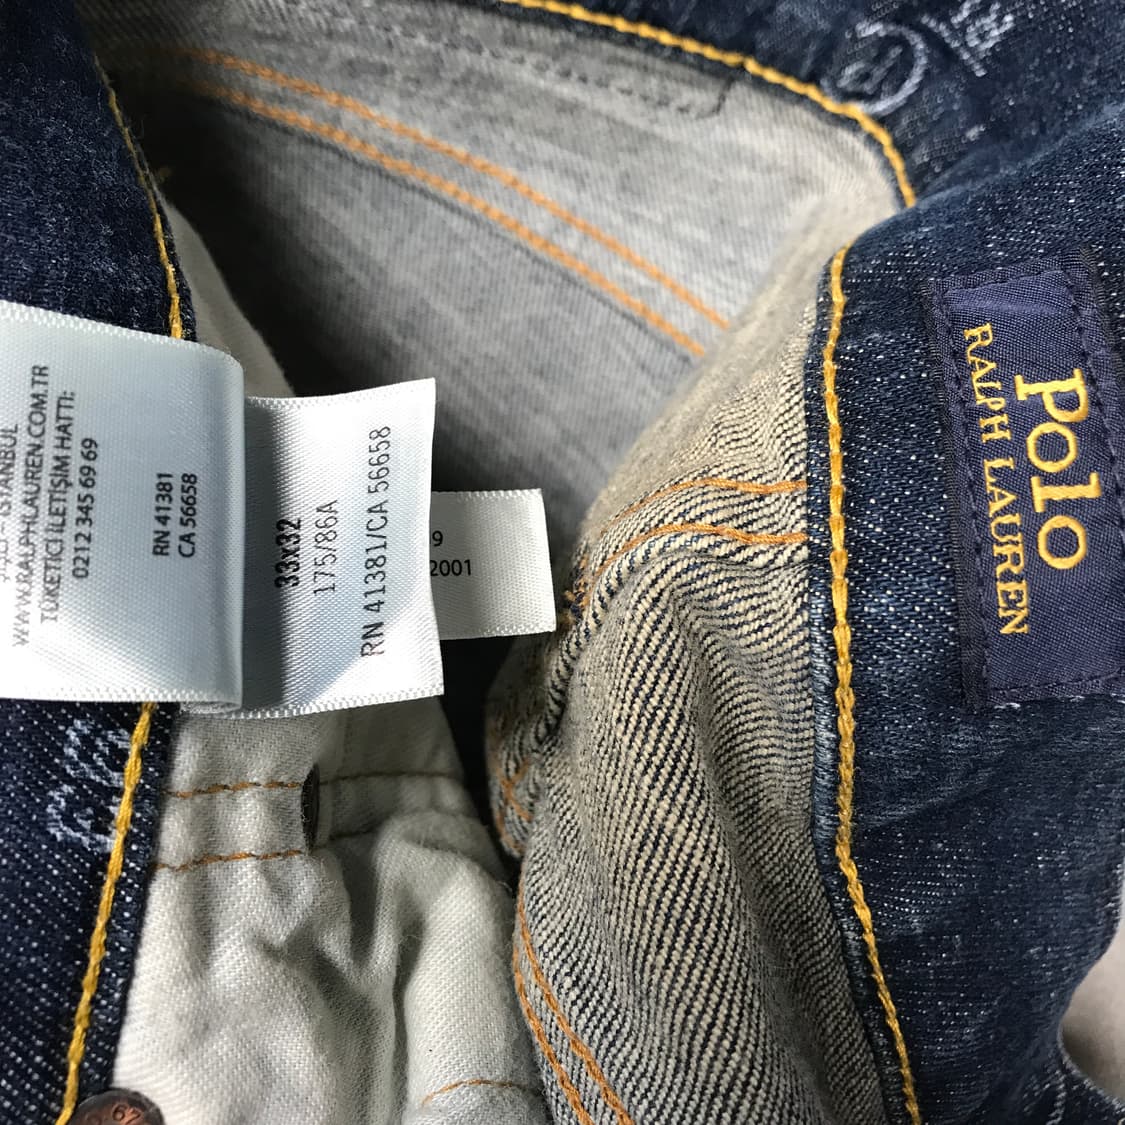 WWW.RALPHLAUREN.COM.TR
TÜKETİCİ İLETİŞİM HATTI:
0212 345 69 69
RN 41381
CA 56658
33x32
175/86A
RN 41381/CA 56658
9
2001
POLO
RALPH LAUREN